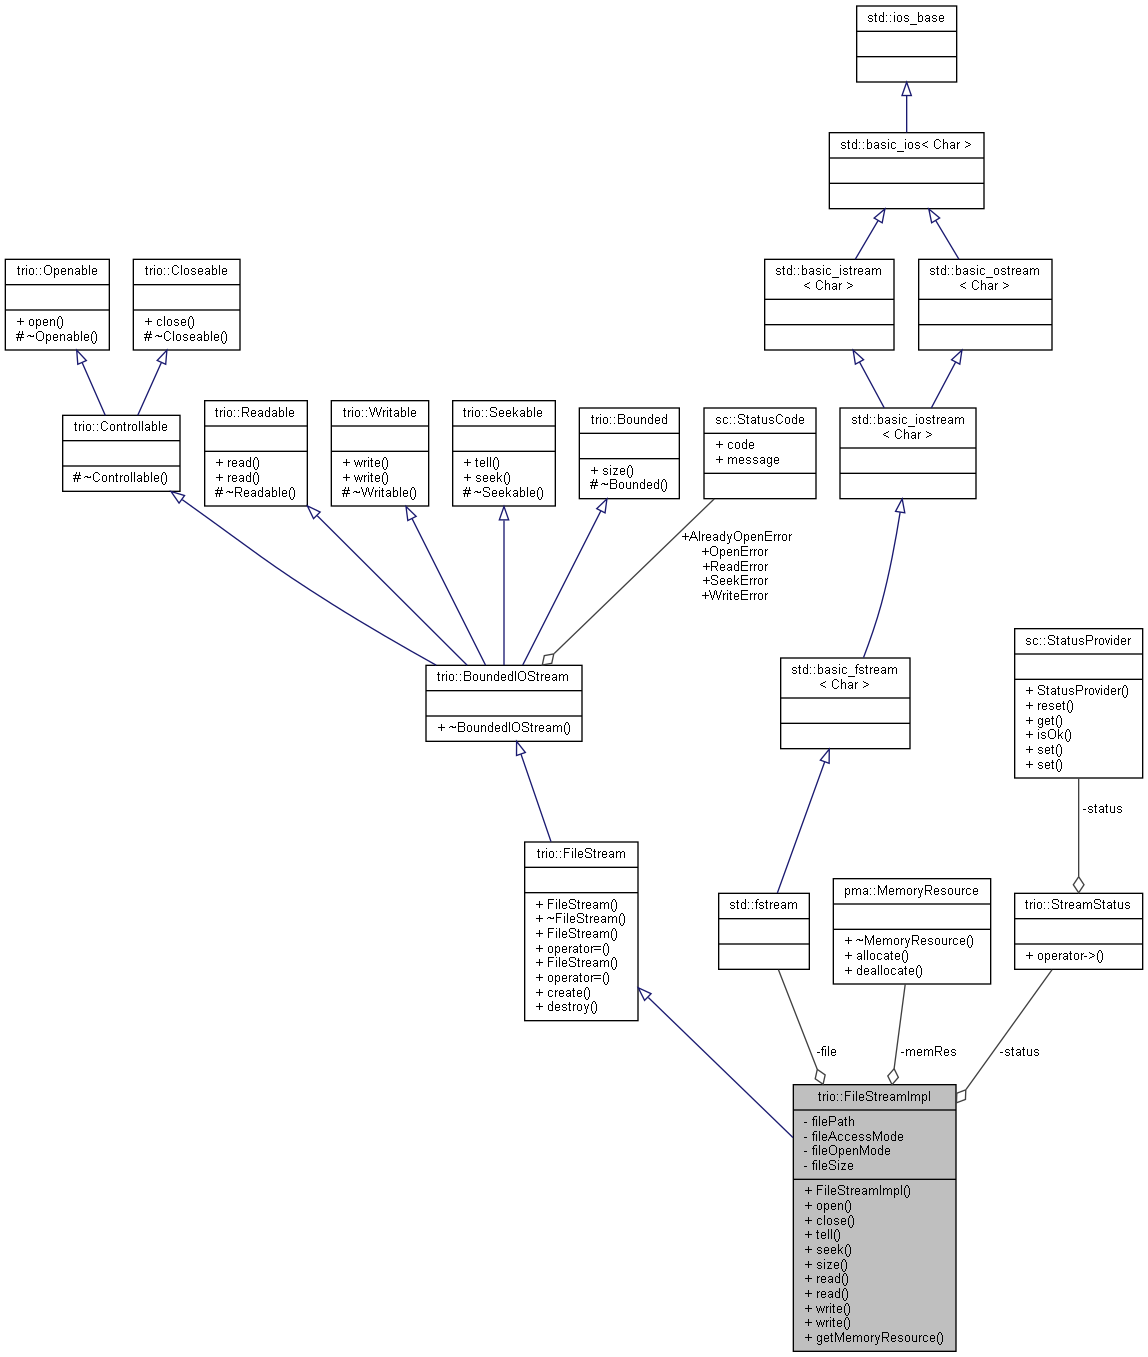 std::ios_base
std::basic_ios< Char >
std::basic_istream
< Char >
std::basic_ostream
< Char >
trio::Openable
+ open()
# ~Openable()
trio::Closeable
+ close()
# ~Closeable()
trio::Controllable
# ~Controllable()
trio::Readable
+ read()
+ read()
# ~Readable()
trio::Writable
+ write()
+ write()
# ~Writable()
trio::Seekable
+ tell()
+ seek()
# ~Seekable()
trio::Bounded
+ size()
# ~Bounded()
sc::StatusCode
+ code
+ message
std::basic_iostream
< Char >
+AlreadyOpenError
+OpenError
+ReadError
+SeekError
+WriteError
trio::BoundedIOStream
+ ~BoundedIOStream()
std::basic_fstream
< Char >
sc::StatusProvider
+ StatusProvider()
+ reset()
+ get()
+ isOk()
+ set()
+ set()
-status
trio::FileStream
+ FileStream()
+ ~FileStream()
+ FileStream()
+ operator=()
+ FileStream()
+ operator=()
+ create()
+ destroy()
std::fstream
pma::MemoryResource
+ ~MemoryResource()
+ allocate()
+ deallocate()
trio::StreamStatus
+ operator->()
-file
-memRes
-status
trio::FileStreamImpl
- filePath
- fileAccessMode
- fileOpenMode
- fileSize
+ FileStreamImpl()
+ open()
+ close()
+ tell()
+ seek()
+ size()
+ read()
+ read()
+ write()
+ write()
+ getMemoryResource()